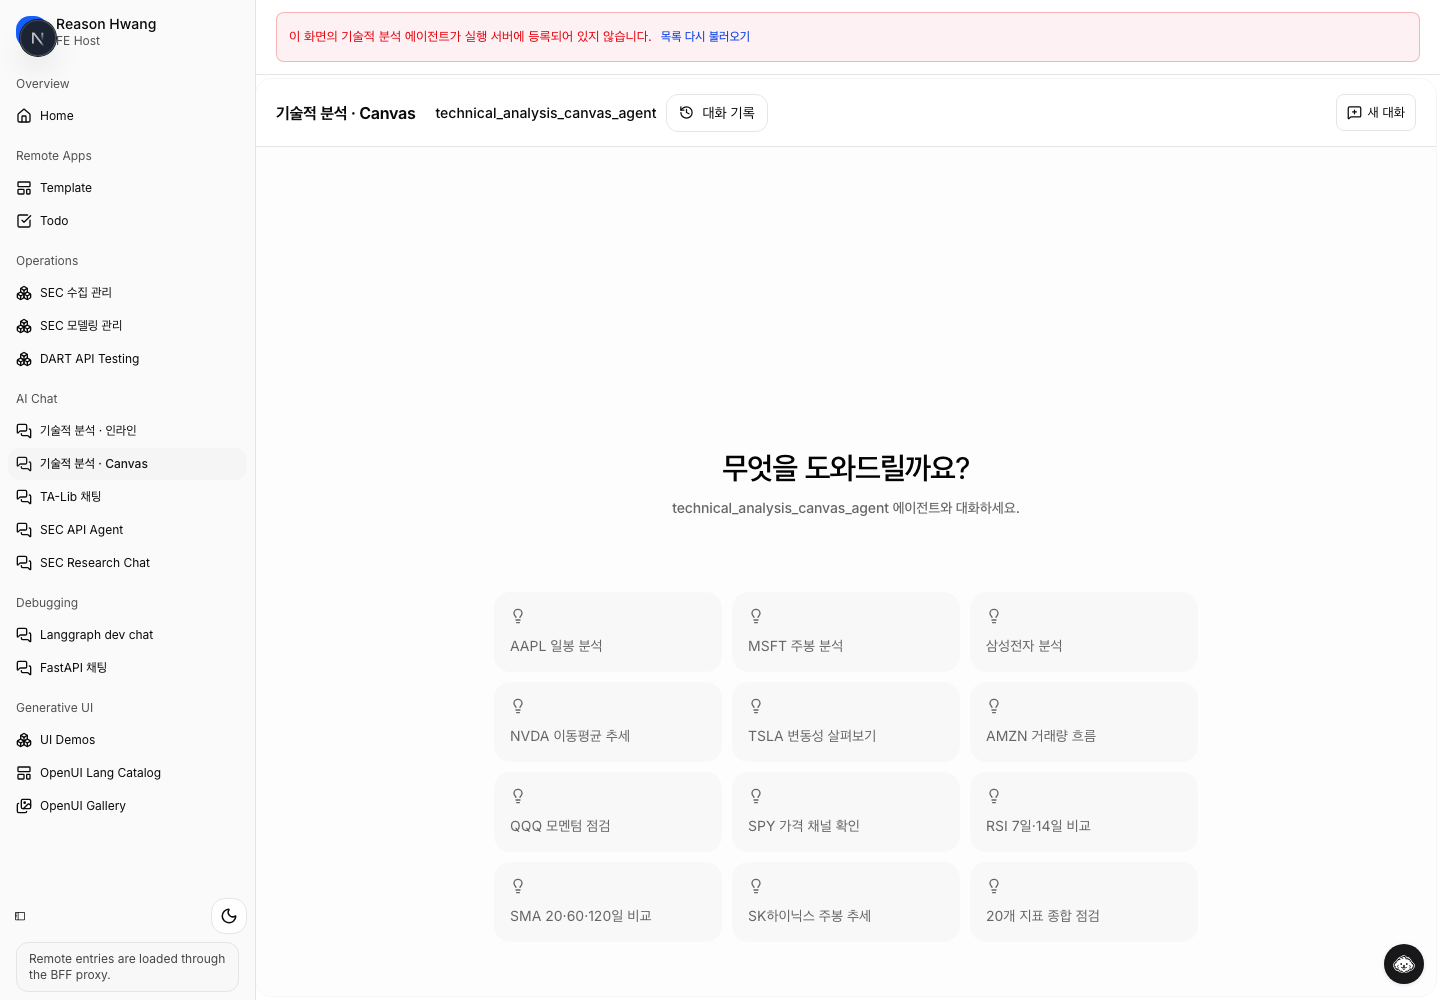 N
Reason Hwang
FE Host
Overview
Home
Remote Apps
Template
Todo
Operations
SEC 수집 관리
SEC 모델링 관리
DART API Testing
AI Chat
기술적 분석 · 인라인
기술적 분석 · Canvas
TA-Lib 채팅
SEC API Agent
SEC Research Chat
Debugging
Langgraph dev chat
FastAPI 채팅
Generative UI
UI Demos
OpenUI Lang Catalog
OpenUI Gallery
Remote entries are loaded through
the BFF proxy.
이 화면의 기술적 분석 에이전트가 실행 서버에 등록되어 있지 않습니다. 목록 다시 불러오기
기술적 분석 · Canvas technical_analysis_canvas_agent 대화 기록 새 대화
무엇을 도와드릴까요?
technical_analysis_canvas_agent 에이전트와 대화하세요.
AAPL 일봉 분석
MSFT 주봉 분석
삼성전자 분석
NVDA 이동평균 추세
TSLA 변동성 살펴보기
AMZN 거래량 흐름
QQQ 모멘텀 점검
SPY 가격 채널 확인
RSI 7일·14일 비교
SMA 20·60·120일 비교
SK하이닉스 주봉 추세
20개 지표 종합 점검